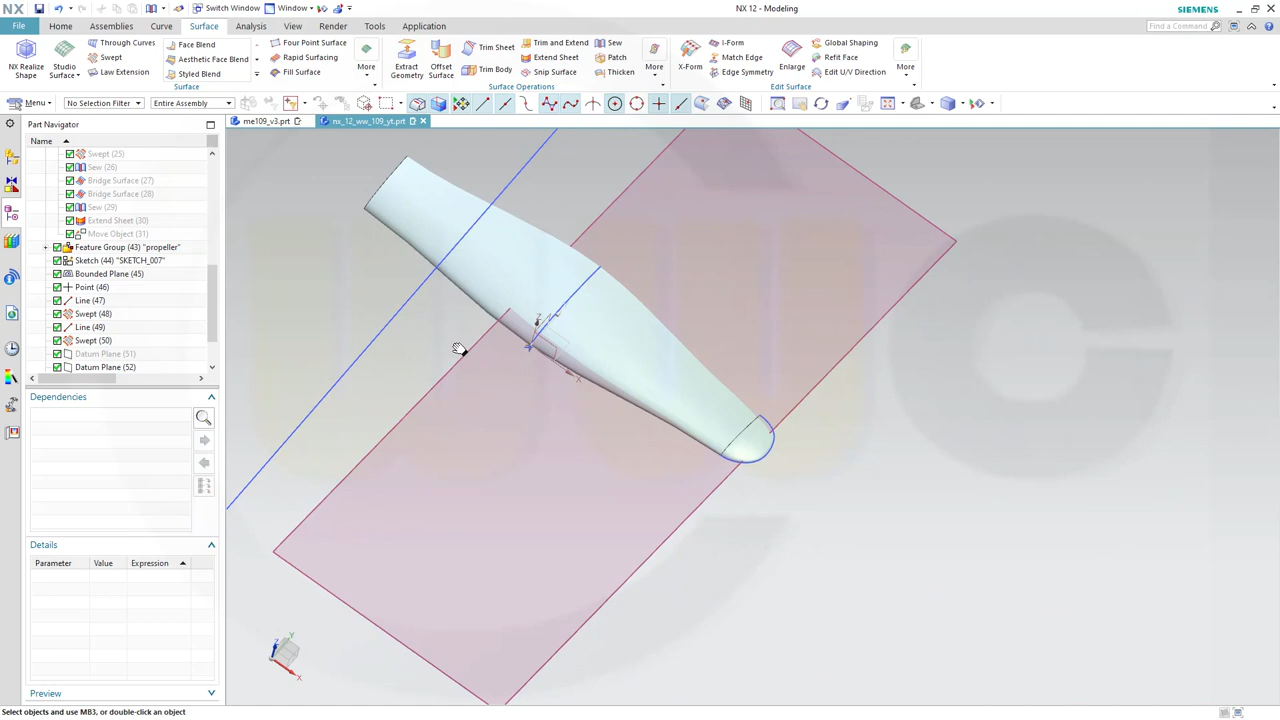 NX
Switch Window
Window
NX 12 - Modeling
SIEMENS
File
Home
Assemblies
Curve
Surface
Analysis
View
Render
Tools
Application
Find a Command
NX Realize Shape
Studio Surface
Through Curves
Swept
Law Extension
Face Blend
Aesthetic Face Blend
Styled Blend
Four Point Surface
Rapid Surfacing
Fill Surface
More
Extract Geometry
Offset Surface
Trim Sheet
Trim Body
Trim and Extend
Extend Sheet
Snip Surface
Sew
Patch
Thicken
More
X-Form
I-Form
Match Edge
Edge Symmetry
Enlarge
Global Shaping
Refit Face
Edit U/V Direction
More
Surface
Surface Operations
Edit Surface
Menu
No Selection Filter
Entire Assembly
Part Navigator
me109_v3.prt
nx_12_ww_109_yt.prt
Name
Swept (25)
Sew (26)
Bridge Surface (27)
Bridge Surface (28)
Sew (29)
Extend Sheet (30)
Move Object (31)
Feature Group (43) "propeller"
Sketch (44) "SKETCH_007"
Bounded Plane (45)
Point (46)
Line (47)
Swept (48)
Line (49)
Swept (50)
Datum Plane (51)
Datum Plane (52)
Dependencies
Details
Parameter
Value
Expression
Preview
Z
X
Z
Y
X
Select objects and use MB3, or double-click an object